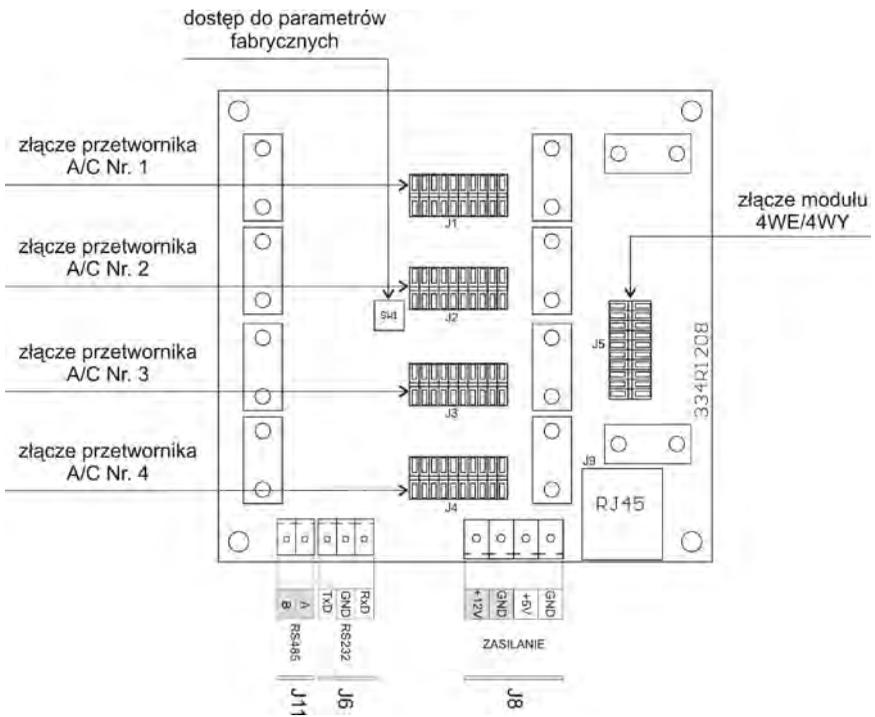 dostęp do parametrów
fabrycznych
złącze przetwornika
A/C Nr. 1
J1
złącze modułu
4WE/4WY
złącze przetwornika
A/C Nr. 2
J2
SW1
J5
334R1208
złącze przetwornika
A/C Nr. 3
J3
złącze przetwornika
A/C Nr. 4
J4
J9
RJ45
B
A
TxD
GND
RxD
+12V
GND
+5V
GND
RS485
RS232
ZASILANIE
J11
J6
J8